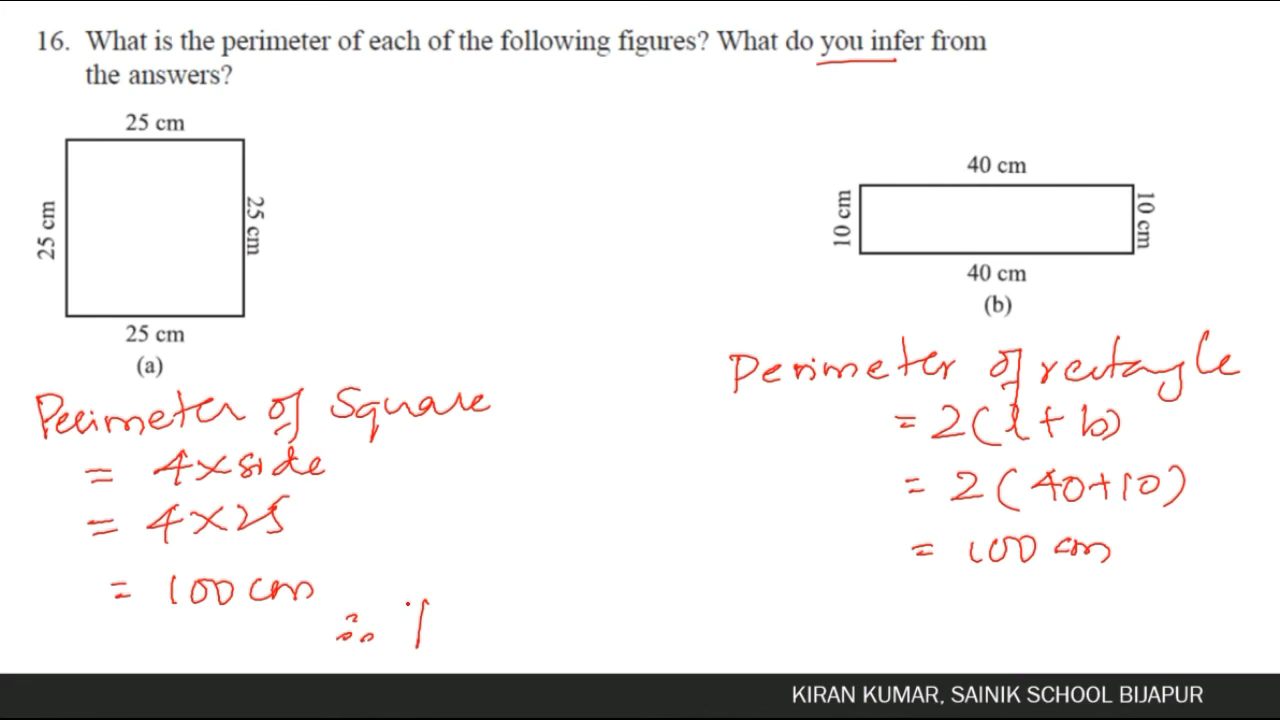 16. What is the perimeter of each of the following figures? What do you infer from
the answers?
25 cm
25 cm
25 cm
25 cm
(a)
40 cm
10 cm
10 cm
40 cm
(b)
Perimeter of Square
= 4 × side
= 4 × 25
= 100 cm
∴
Perimeter of rectangle
= 2(l + b)
= 2(40+10)
= 100 cm
KIRAN KUMAR, SAINIK SCHOOL BIJAPUR